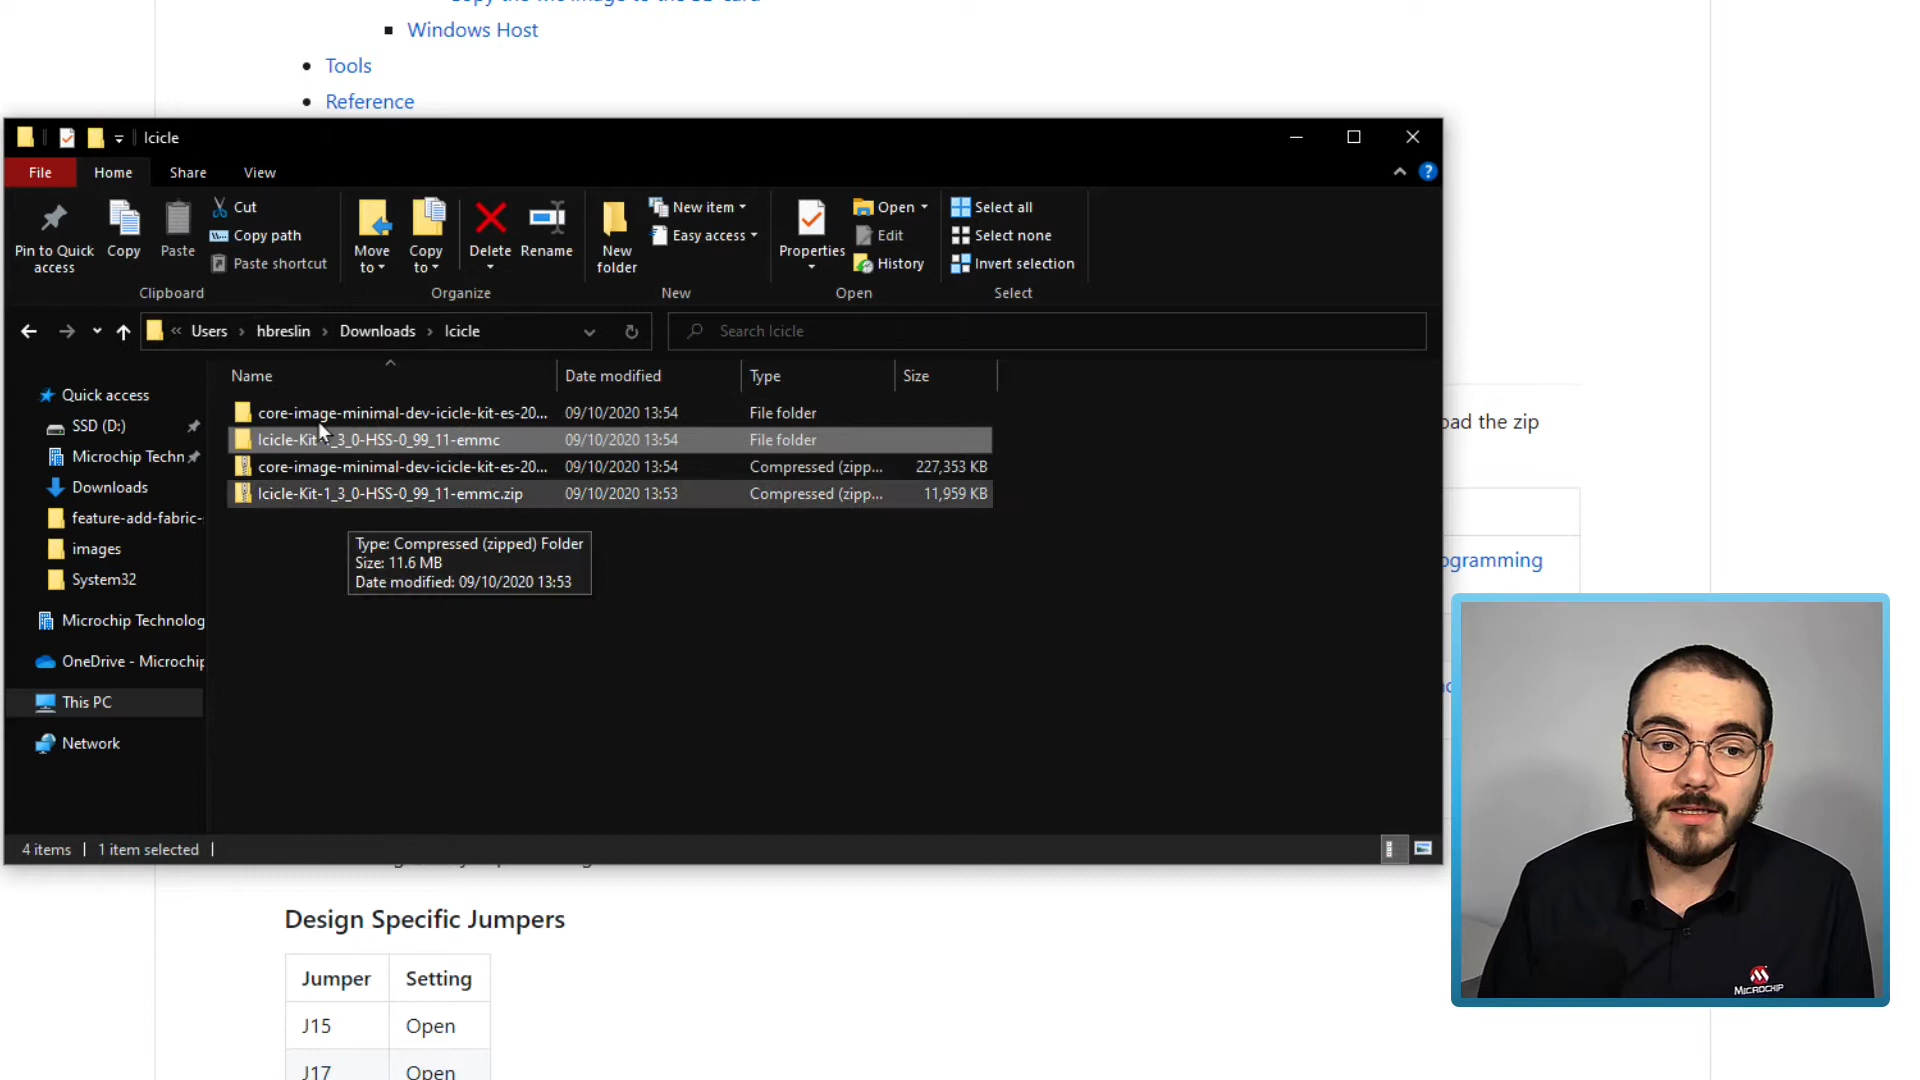 Windows Host
Tools
Reference
Icicle
File Home Share View
Pin to Quick access
Copy
Paste
Cut
Copy path
Paste shortcut
Clipboard
Move to
Copy to
Delete
Rename
Organize
New folder
New item
Easy access
New
Properties
Open
Edit
History
Open
Select all
Select none
Invert selection
Select
« Users › hbreslin › Downloads › Icicle
Search Icicle
Name Date modified Type Size
core-image-minimal-dev-icicle-kit-es-20... 09/10/2020 13:54 File folder
Icicle-Kit-1_3_0-HSS-0_99_11-emmc 09/10/2020 13:54 File folder
core-image-minimal-dev-icicle-kit-es-20... 09/10/2020 13:54 Compressed (zipp... 227,353 KB
Icicle-Kit-1_3_0-HSS-0_99_11-emmc.zip 09/10/2020 13:53 Compressed (zipp... 11,959 KB
Type: Compressed (zipped) Folder
Size: 11.6 MB
Date modified: 09/10/2020 13:53
Quick access
SSD (D:)
Microchip Techn
Downloads
feature-add-fabric-
images
System32
Microchip Technolog
OneDrive - Microchip
This PC
Network
4 items 1 item selected
oad the zip
ogramming
Design Specific Jumpers
Jumper Setting
J15 Open
J17 Open
MICROCHIP